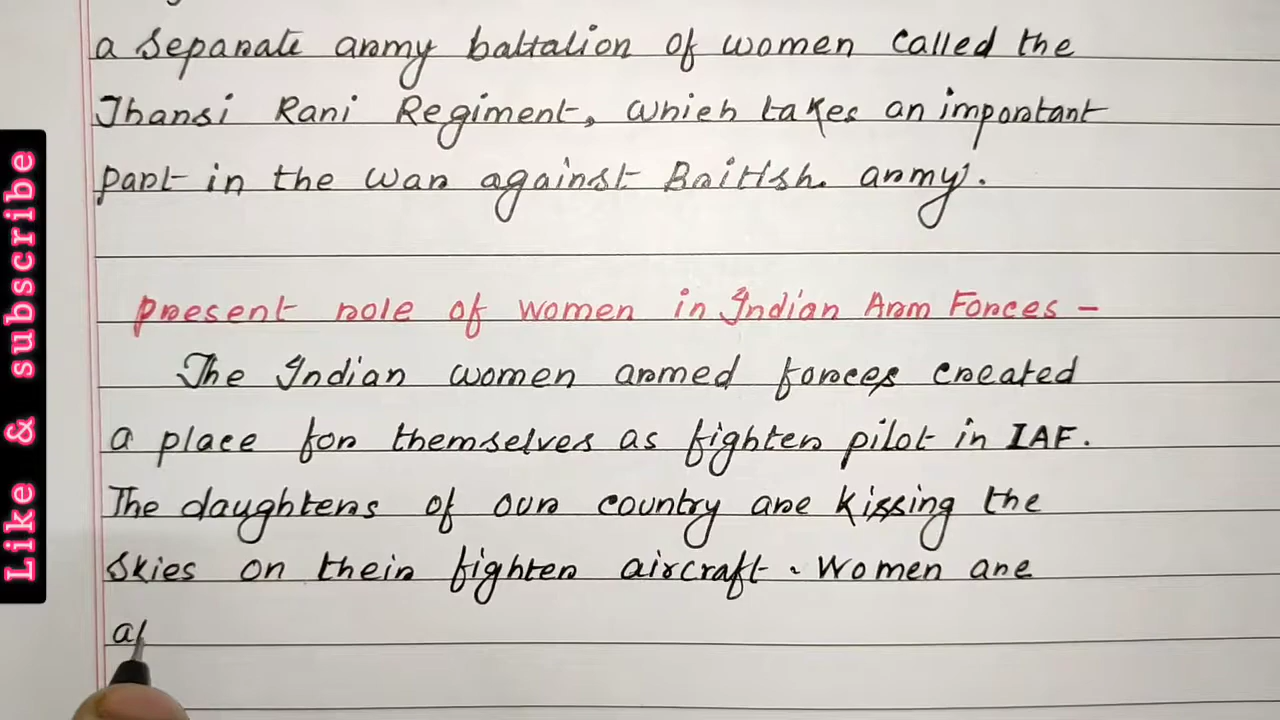 a separate army battalion of women called the
Jhansi Rani Regiment, which takes an important
part in the war against British army.
present role of women in Indian Arm Forces -
The Indian women armed forces created
a place for themselves as fighter pilot in IAF.
The daughters of our country are kissing the
skies on their fighter aircraft. Women are
Like & subscribe